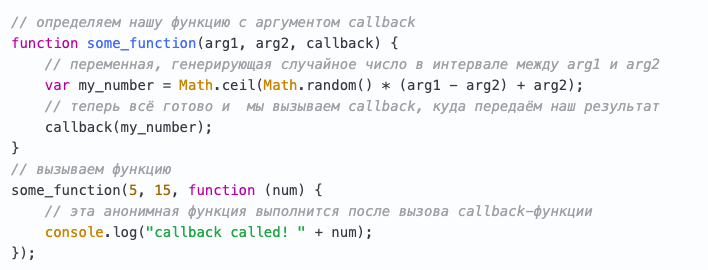 // определяем нашу функцию с аргументом callback
function some_function(arg1, arg2, callback) {
    // переменная, генерирующая случайное число в интервале между arg1 и arg2
    var my_number = Math.ceil(Math.random() * (arg1 - arg2) + arg2);
    // теперь всё готово и  мы вызываем callback, куда передаём наш результат
    callback(my_number);
}
// вызываем функцию
some_function(5, 15, function (num) {
    // эта анонимная функция выполнится после вызова callback-функции
    console.log("callback called! " + num);
});